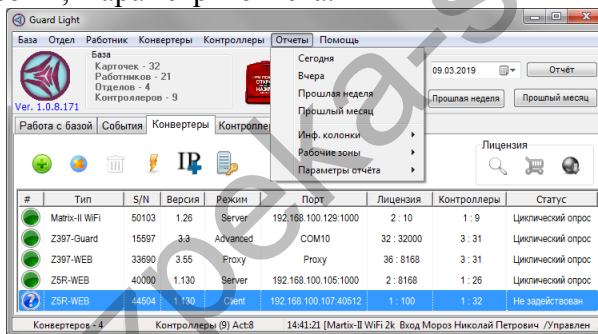 Guard Light
База Отдел Работник Конвертеры Контроллеры Отчеты Помощь
База
Карточек - 32
Работников - 21
Отделов - 4
Контроллеров - 9
Ver. 1.0.8.171
Сегодня
Вчера
Прошлая неделя
Прошлый месяц
Инф. колонки
Рабочие зоны
Параметры отчёта
09.03.2019 Отчёт
Прошлая неделя Прошлый месяц
Работа с базой События Конвертеры
Лицензия
IP
# Тип S/N Версия Режим Порт Лицензия Контроллеры Статус
Matrix-II WiFi 50103 1.26 Server 192.168.100.129:1000 2 : 10 1 : 9 Циклический опрос
Z397-Guard 15597 3.3 Advanced COM10 32 : 32000 3 : 31 Циклический опрос
Z397-WEB 33690 3.55 Proxy Proxy 36 : 8168 3 : 31 Циклический опрос
Z5R-WEB 40000 1.130 Server 192.168.100.105:1000 2 : 8168 1 : 26 Циклический опрос
Z5R-WEB 44504 1.130 Client 192.168.100.107:40512 1 : 100 1 : 32 Не задействован
Конвертеров - 4 Контроллеры (9) Act:8 14:41:21 [Martix-II WiFi 2k Вход Мороз Николай Петрович /Управлен